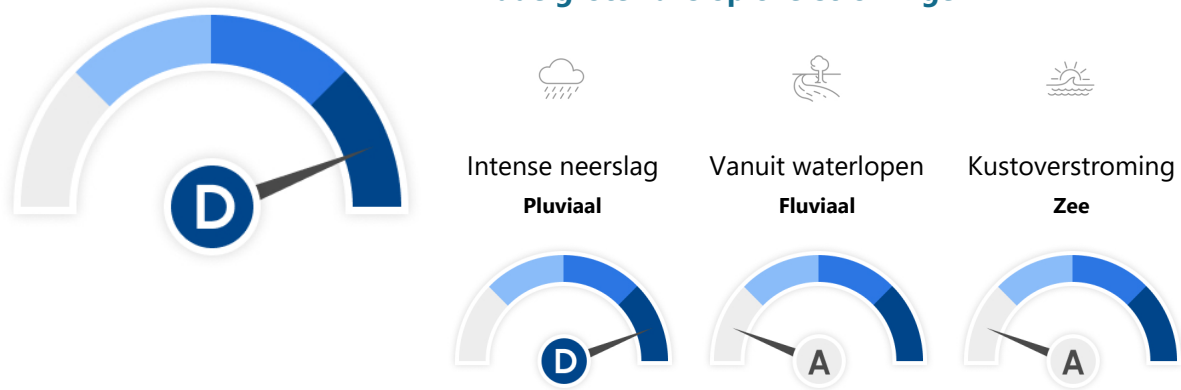 D
Intense neerslag
Vanuit waterlopen
Kustoverstroming
Pluviaal
Fluviaal
Zee
D
A
A